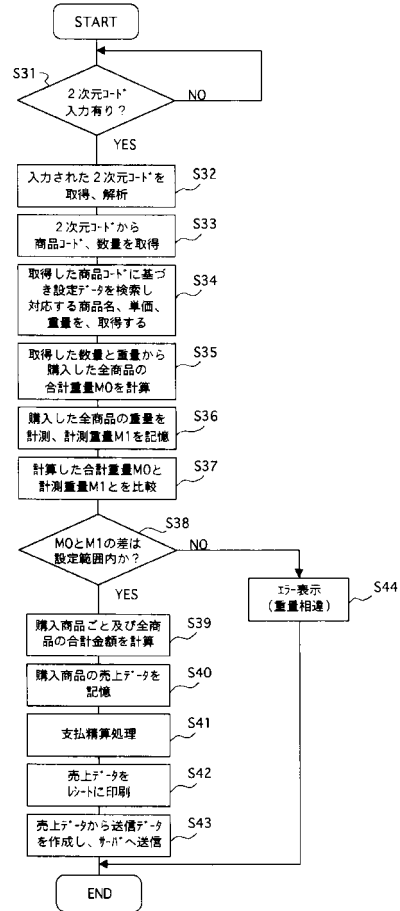 START
S31
2次元ｺｰﾄﾞ
入力有り？
NO
YES
入力された２次元ｺｰﾄﾞを
取得、解析
S32
２次元ｺｰﾄﾞから
商品ｺｰﾄﾞ、数量を取得
S33
取得した商品ｺｰﾄﾞに基づ
き設定ﾃﾞｰﾀを検索し
対応する商品名、単価、
重量を、取得する
S34
取得した数量と重量から
購入した全商品の
合計重量M0を計算
S35
購入した全商品の重量を
計測、計測重量M1を記憶
S36
計算した合計重量M0と
計測重量M1とを比較
S37
S38
M0とM1の差は
設定範囲内か？
NO
YES
ｴﾗｰ表示
（重量相違）
S44
購入商品ごと及び全商
品の合計金額を計算
S39
購入商品の売上ﾃﾞｰﾀを
記憶
S40
支払精算処理
S41
売上ﾃﾞｰﾀを
ﾚｼｰﾄに印刷
S42
売上ﾃﾞｰﾀから送信ﾃﾞｰﾀ
を作成し、ｻｰﾊﾞへ送信
S43
END